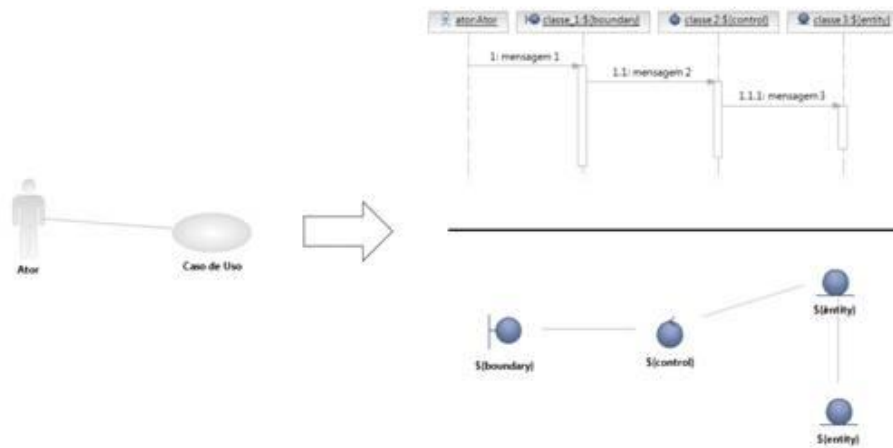 ator:Ator
classe_1:$(boundary)
classe 2:$(control)
classe 3:$(entity)
1: mensagem 1
1.1: mensagem 2
1.1.1: mensagem 3
Ator
Caso de Uso
$(boundary)
$(control)
$(entity)
$(entity)